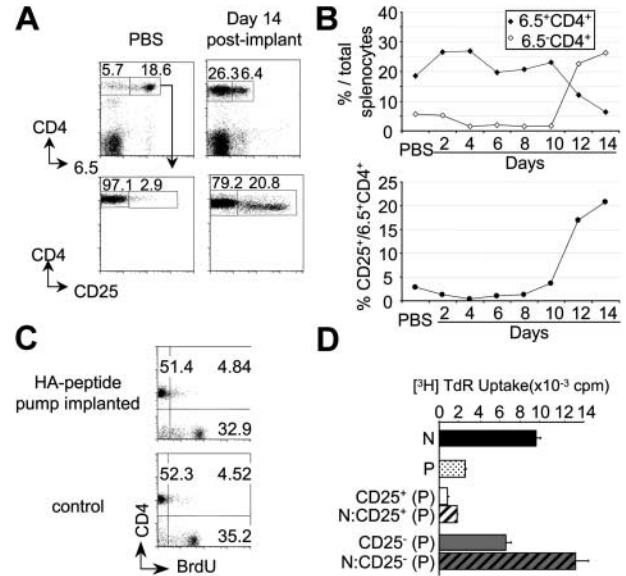 A
PBS
Day 14
post-implant
5.7 18.6
26.3 6.4
CD4
6.5
97.1 2.9
79.2 20.8
CD4
CD25
B
6.5⁺CD4⁺
6.5⁻CD4⁺
% / total
splenocytes
40
30
20
10
0
PBS 2 4 6 8 10 12 14
Days
% CD25⁺/6.5⁺CD4⁺
25
20
15
10
5
0
PBS 2 4 6 8 10 12 14
Days
C
HA-peptide
pump implanted
51.4 4.84
32.9
control
52.3 4.52
35.2
CD4
BrdU
D
[³H] TdR Uptake(x10⁻³ cpm)
0 2 4 6 8 10 12 14
N
P
CD25⁺ (P)
N:CD25⁺ (P)
CD25⁻ (P)
N:CD25⁻ (P)